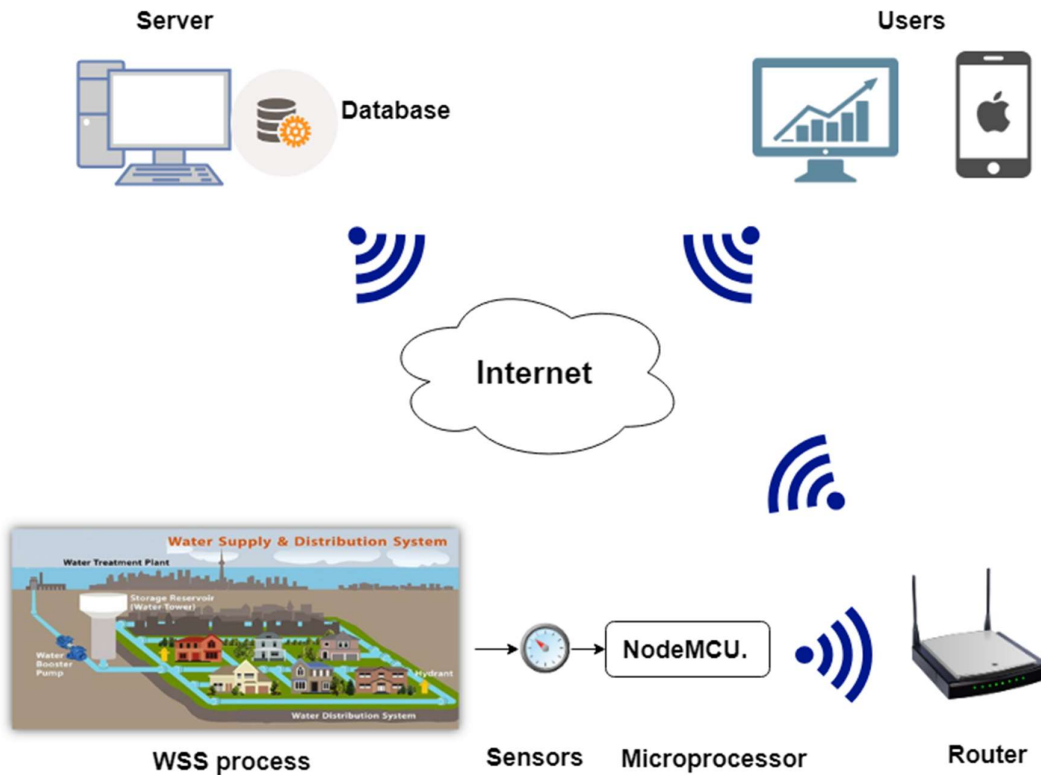 Server
Users
Database
Internet
Water Supply & Distribution System
Water Treatment Plant
Storage Reservoir
(Water Tower)
Water
Booster
Pump
Hydrant
Water Distribution System
NodeMCU.
WSS process
Sensors
Microprocessor
Router